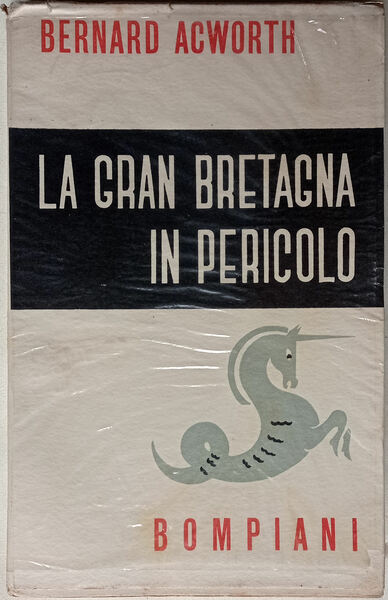 BERNARD ACWORTH
LA GRAN BRETAGNA
IN PERICOLO
BOMPIANI